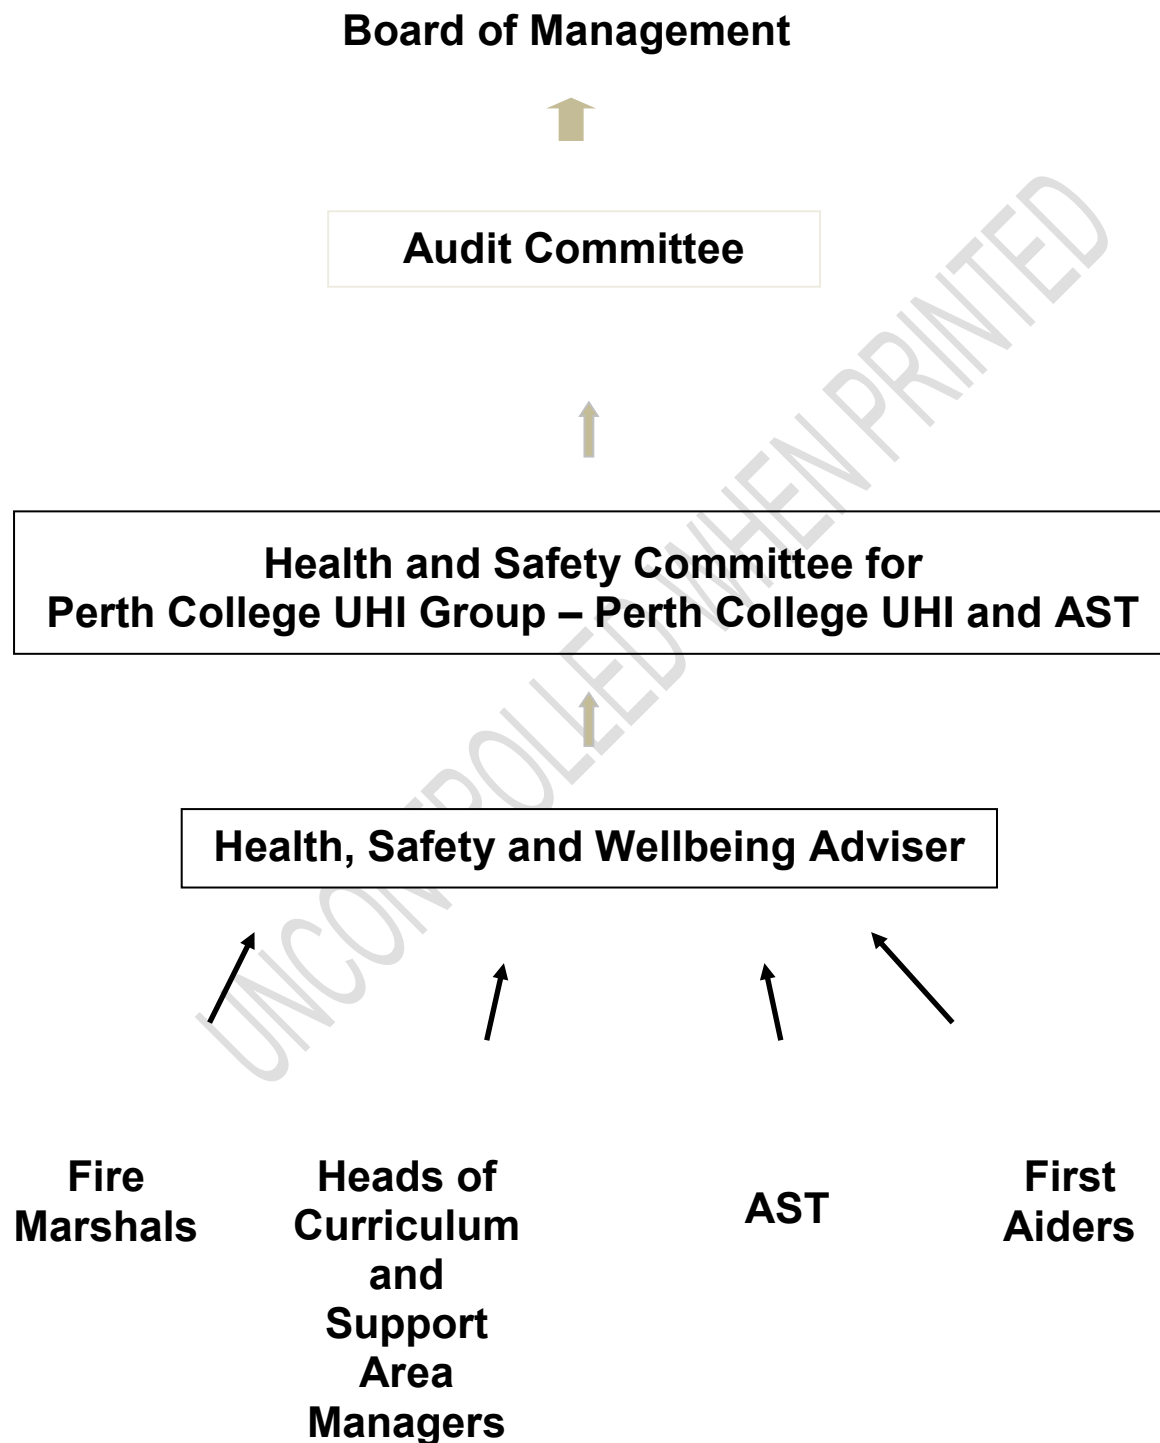 Board of Management
Audit Committee
Health and Safety Committee for
Perth College UHI Group – Perth College UHI and AST
Health, Safety and Wellbeing Adviser
Fire
Marshals
Heads of
Curriculum
and
Support
Area
Managers
AST
First
Aiders
UNCONTROLLED WHEN PRINTED